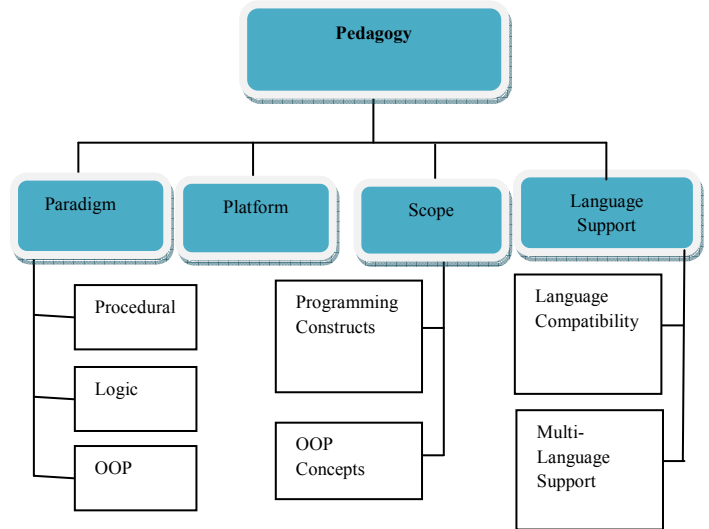 Pedagogy
Paradigm
Platform
Scope
Language
Support
Procedural
Logic
OOP
Programming
Constructs
OOP
Concepts
Language
Compatibility
Multi-
Language
Support